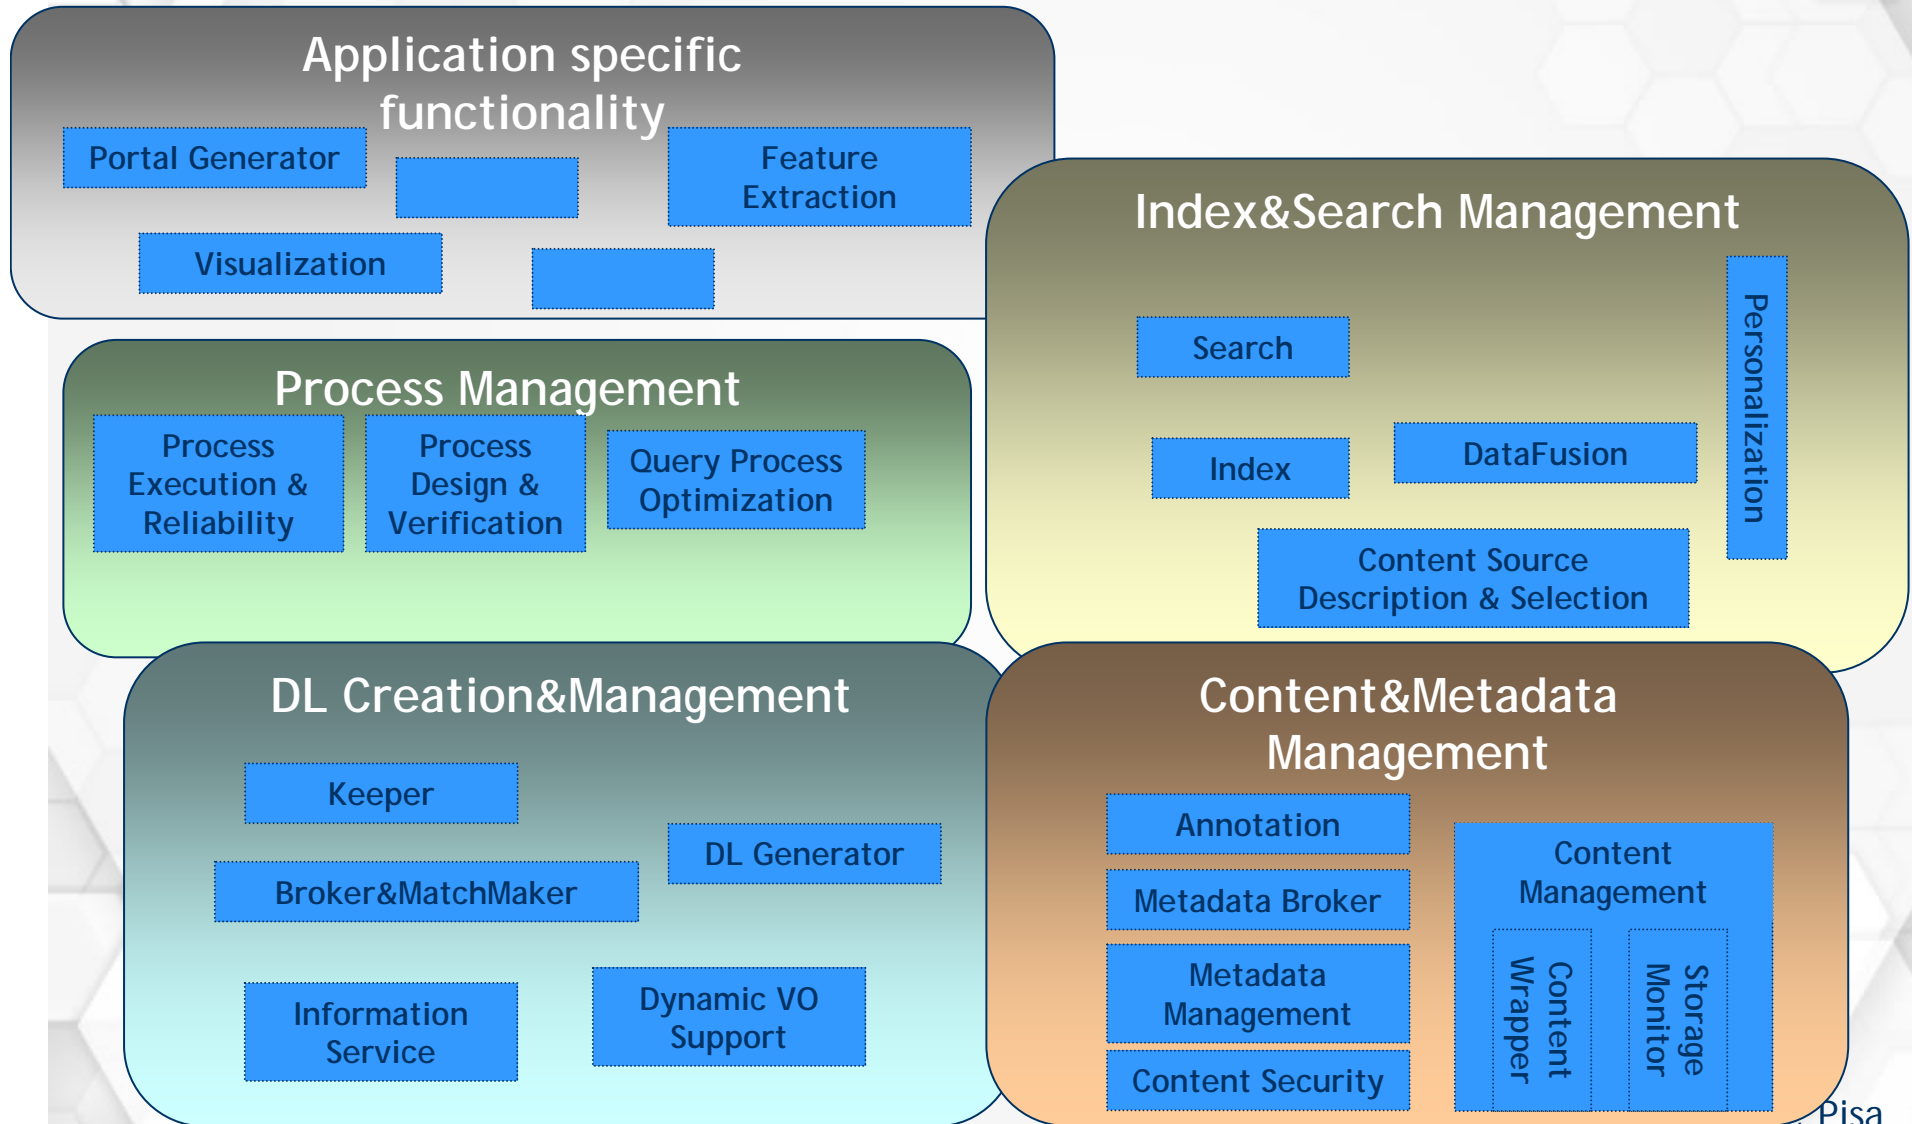 Application specific
functionality
Portal Generator
Feature
Extraction
Visualization
Index&Search Management
Search
Personalization
Index
DataFusion
Content Source
Description & Selection
Process Management
Process
Execution &
Reliability
Process
Design &
Verification
Query Process
Optimization
DL Creation&Management
Keeper
DL Generator
Broker&MatchMaker
Information
Service
Dynamic VO
Support
Content&Metadata
Management
Annotation
Metadada Broker
Metadada
Management
Content Security
Content
Management
Content
Wrapper
Storage
Monitor
Pisa